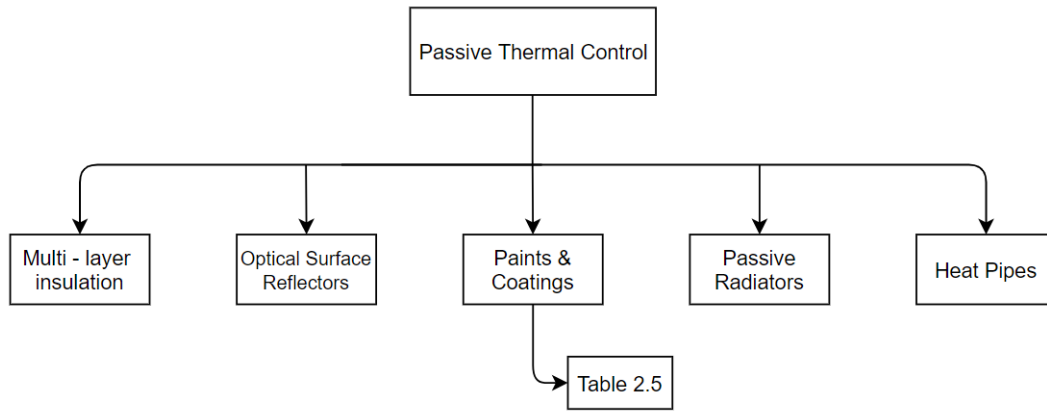 Passive Thermal Control
Multi - layer
insulation
Optical Surface
Reflectors
Paints &
Coatings
Passive
Radiators
Heat Pipes
Table 2.5